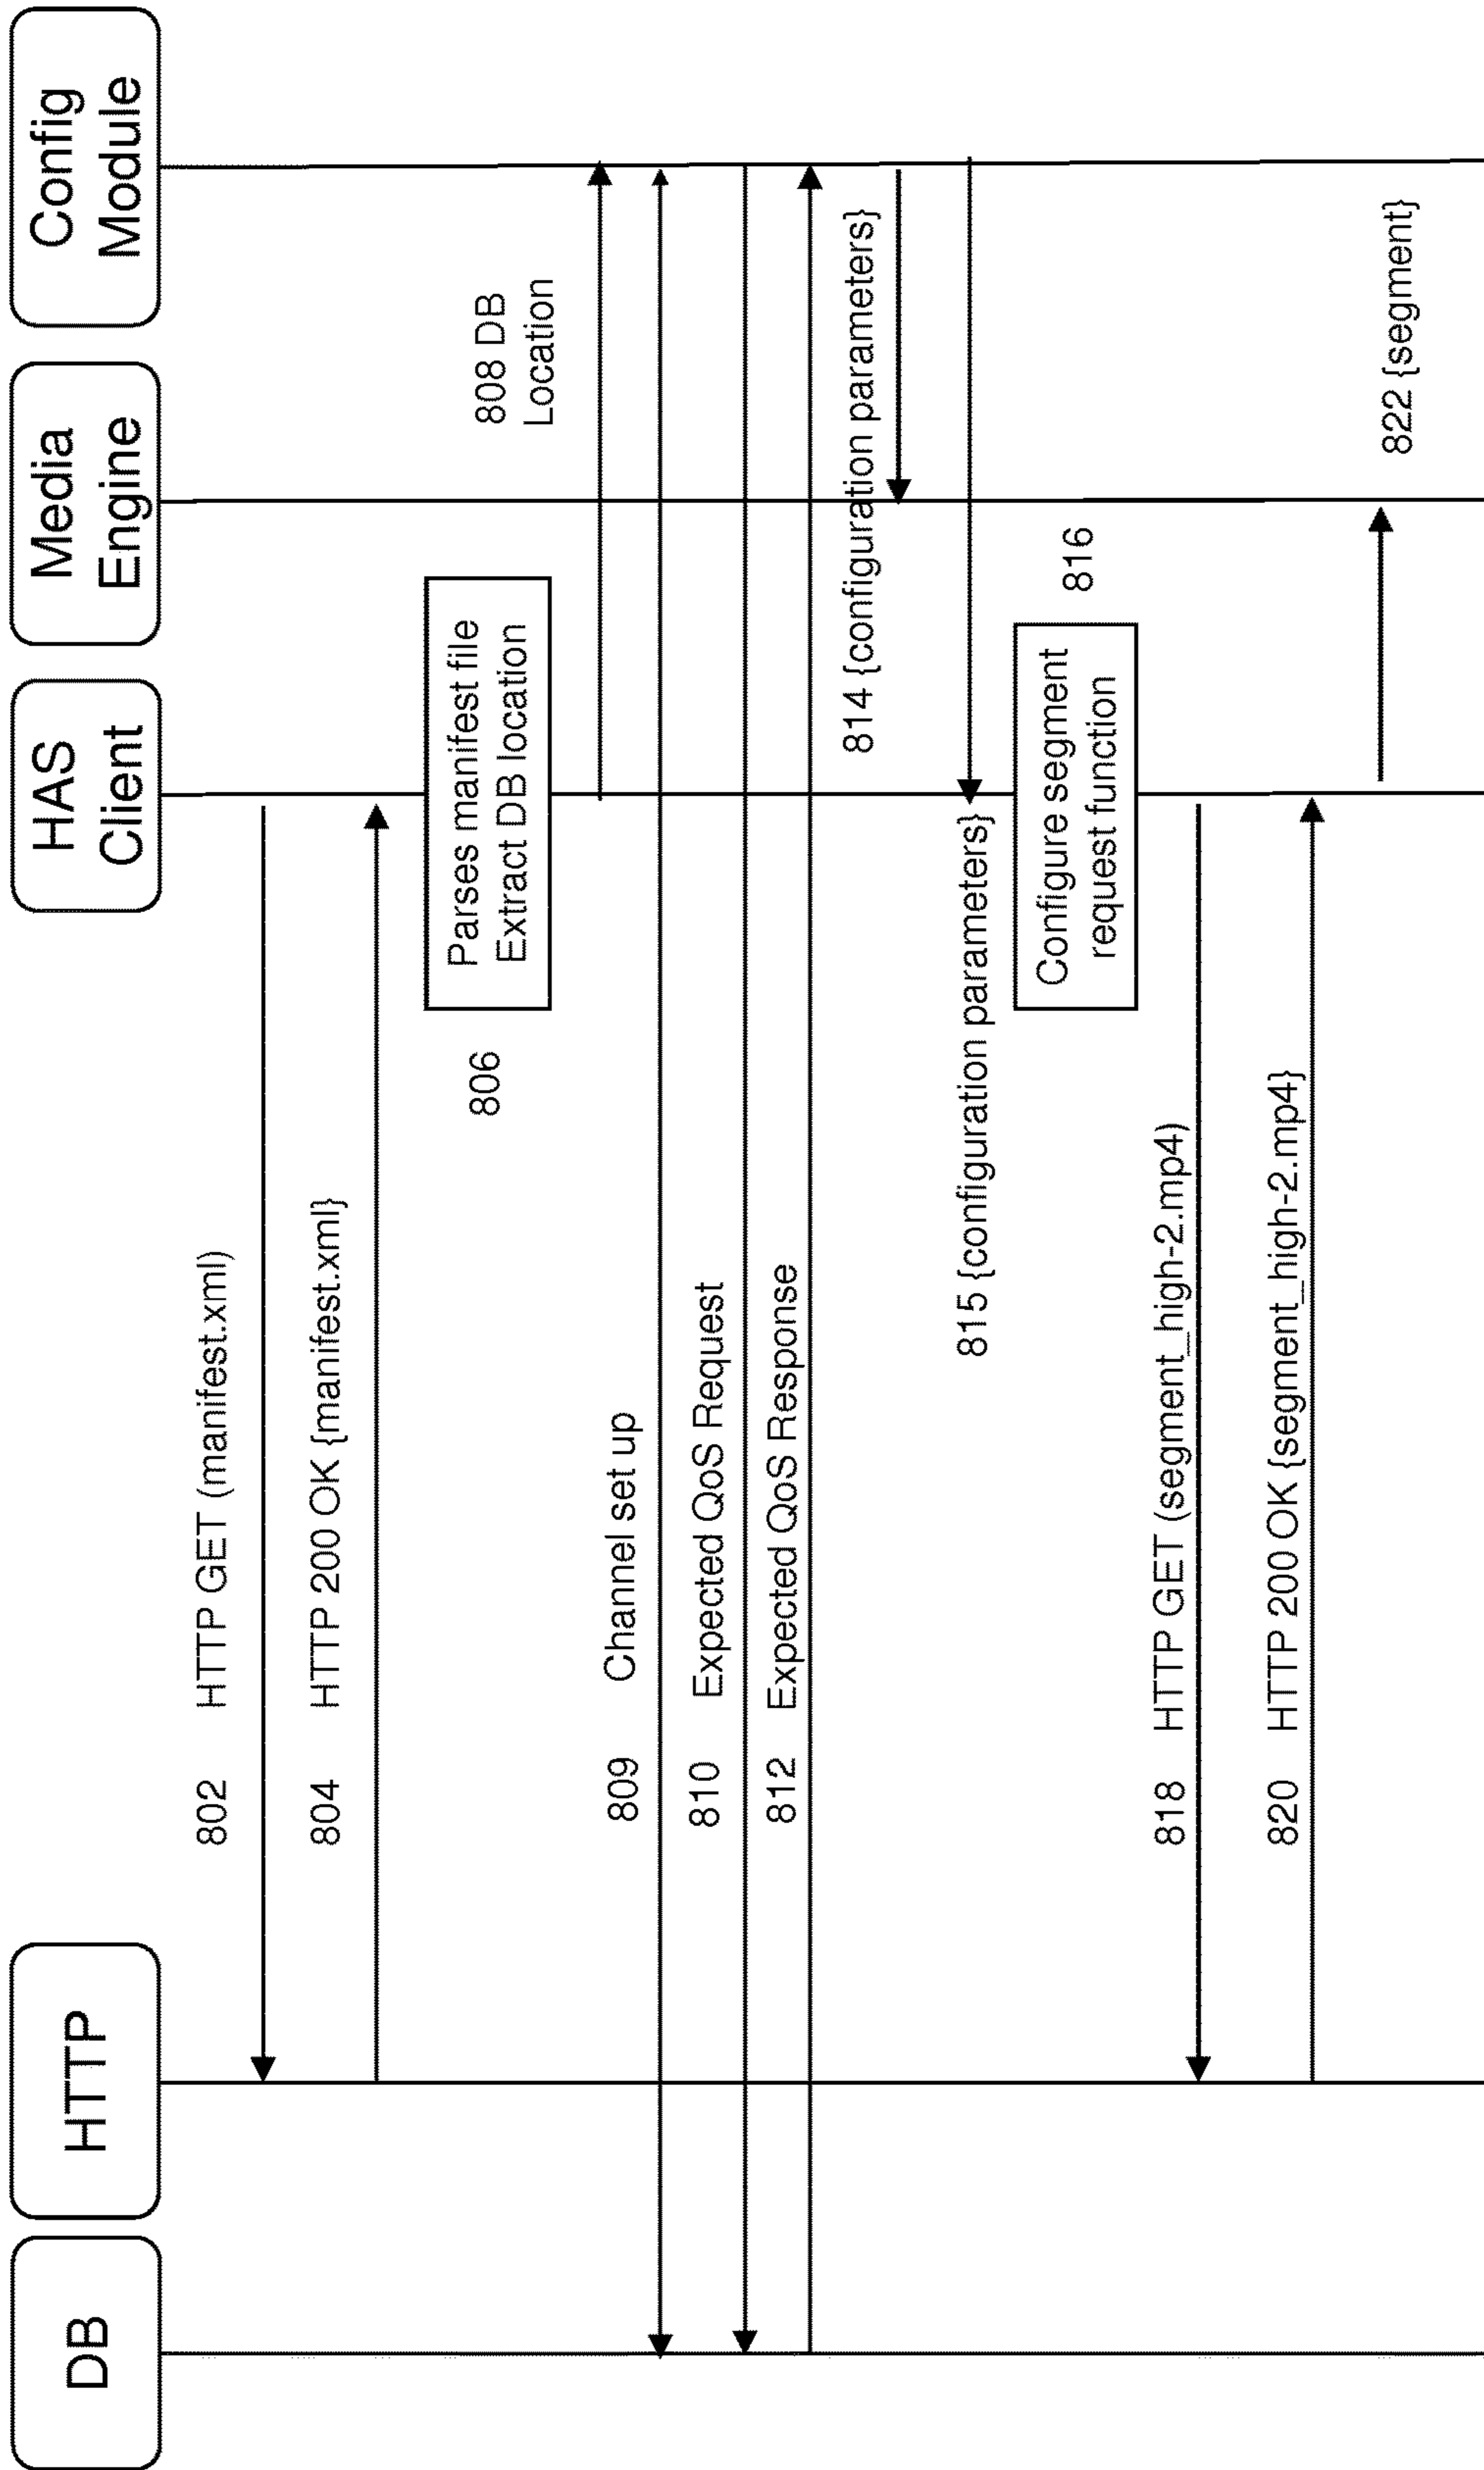 DB
HTTP
HAS
Client
Media
Engine
Config
Module
802 HTTP GET (manifest.xml)
804 HTTP 200 OK {manifest.xml}
806
Parses manifest file
Extract DB location
808 DB
Location
809 Channel set up
810 Expected QoS Request
812 Expected QoS Response
814 {configuration parameters}
815 {configuration parameters}
Configure segment
request function
816
818 HTTP GET (segment_high-2.mp4)
820 HTTP 200 OK {segment_high-2.mp4}
822 {segment}